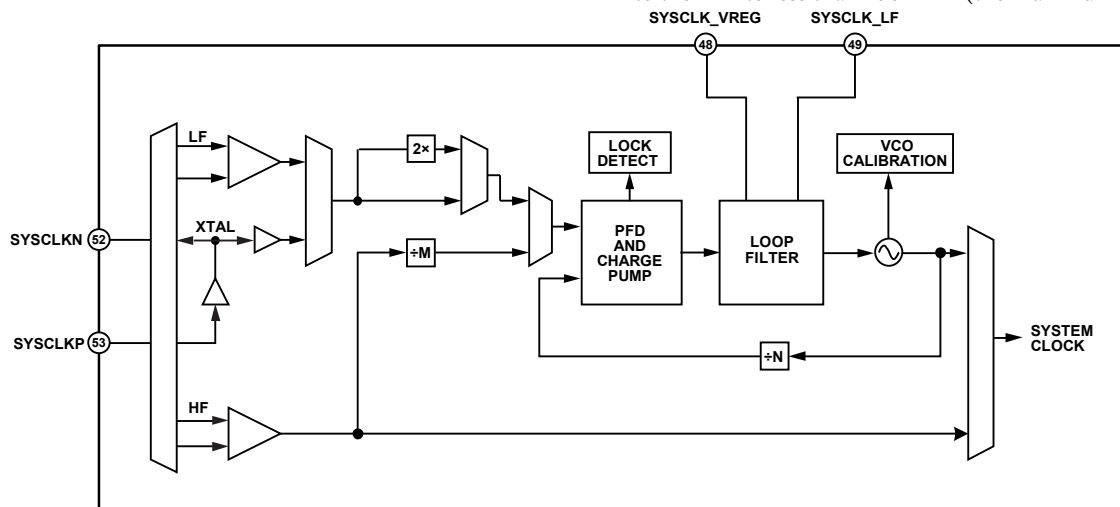 SYSCLK_VREG
SYSCLK_LF
48
49
LF
2×
LOCK
DETECT
VCO
CALIBRATION
XTAL
SYSCLKN
52
÷M
PFD
AND
CHARGE
PUMP
LOOP
FILTER
SYSCLKP
53
÷N
SYSTEM
CLOCK
HF